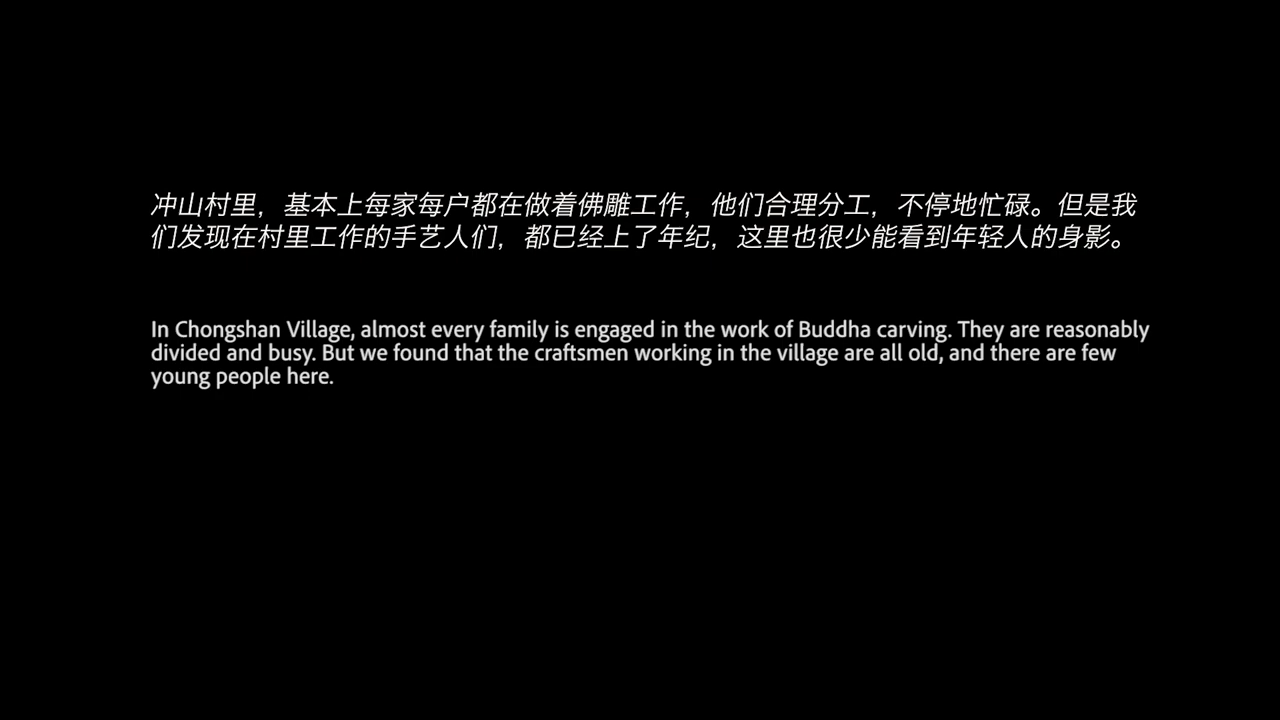 冲山村里，基本上每家每户都在做着佛雕工作，他们合理分工，不停地忙碌。但是我
们发现在村里工作的手艺人们，都已经上了年纪，这里也很少能看到年轻人的身影。
In Chongshan Village, almost every family is engaged in the work of Buddha carving. They are reasonably
divided and busy. But we found that the craftsmen working in the village are all old, and there are few
young people here.